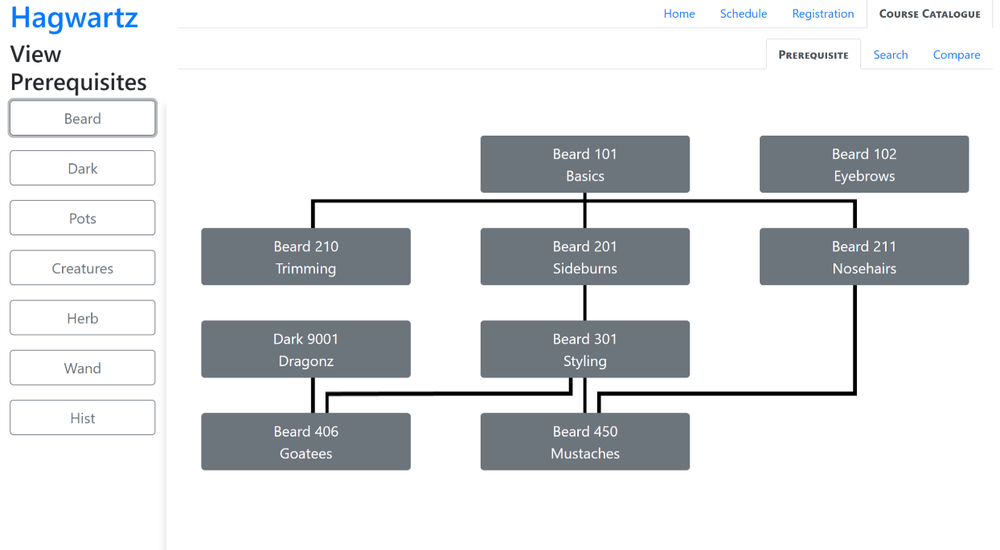 Hagwartz
Home Schedule Registration Course Catalogue
View
Prerequisites
Prerequisite Search Compare
Beard
Dark
Pots
Creatures
Herb
Wand
Hist
Beard 101
Basics
Beard 102
Eyebrows
Beard 210
Trimming
Beard 201
Sideburns
Beard 211
Nosehairs
Dark 9001
Dragonz
Beard 301
Styling
Beard 406
Goatees
Beard 450
Mustaches